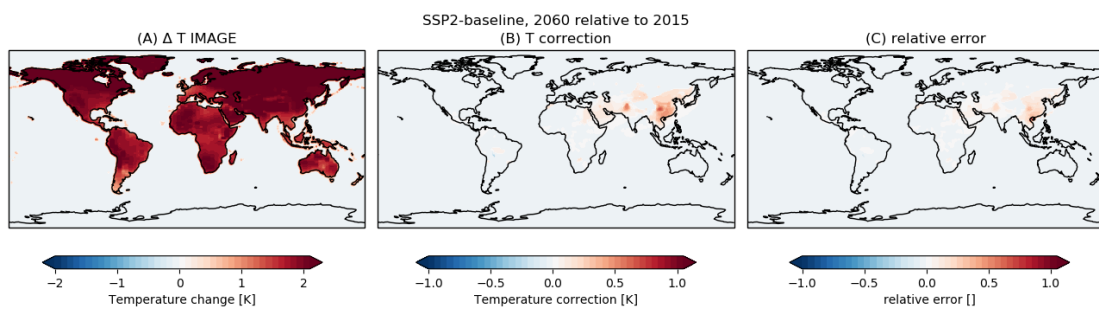 SSP2-baseline, 2060 relative to 2015
(A) Δ T IMAGE
(B) T correction
(C) relative error
−2 −1 0 1 2
Temperature change [K]
−1.0 −0.5 0.0 0.5 1.0
Temperature correction [K]
−1.0 −0.5 0.0 0.5 1.0
relative error []